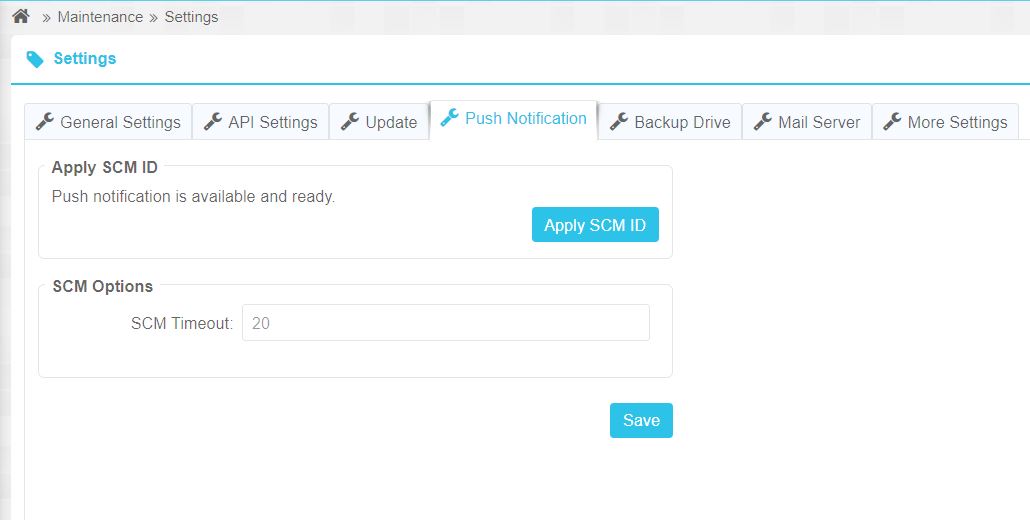 » Maintenance » Settings
Settings
General Settings API Settings Update Push Notification Backup Drive Mail Server More Settings
Apply SCM ID
Push notification is available and ready.
Apply SCM ID
SCM Options
SCM Timeout: 20
Save